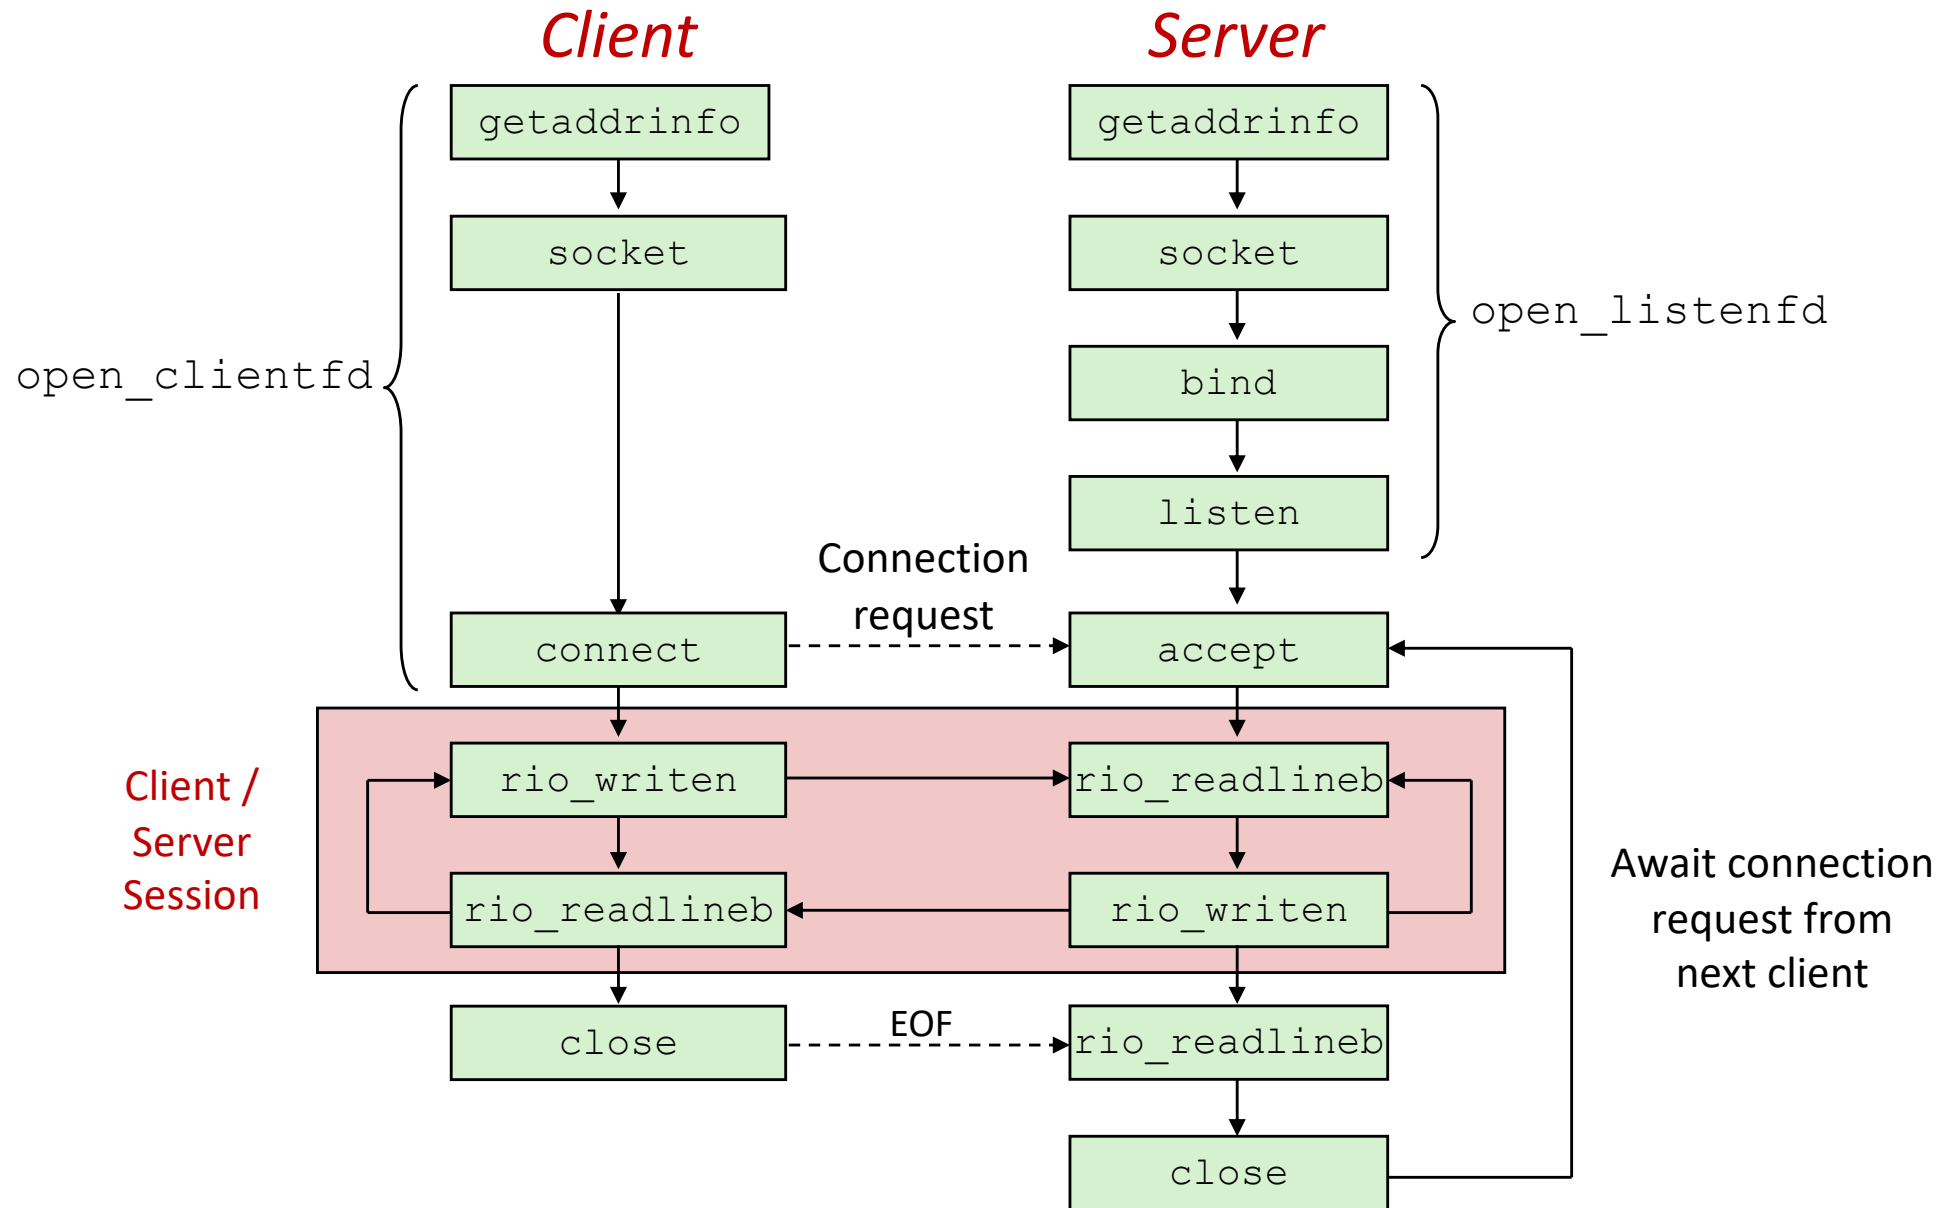 Client
Server
getaddrinfo
getaddrinfo
socket
socket
open_listenfd
open_clientfd
bind
listen
Connection
request
connect
accept
Client /
Server
Session
rio_writen
rio_readlineb
rio_readlineb
rio_writen
Await connection
request from
next client
close
EOF
rio_readlineb
close